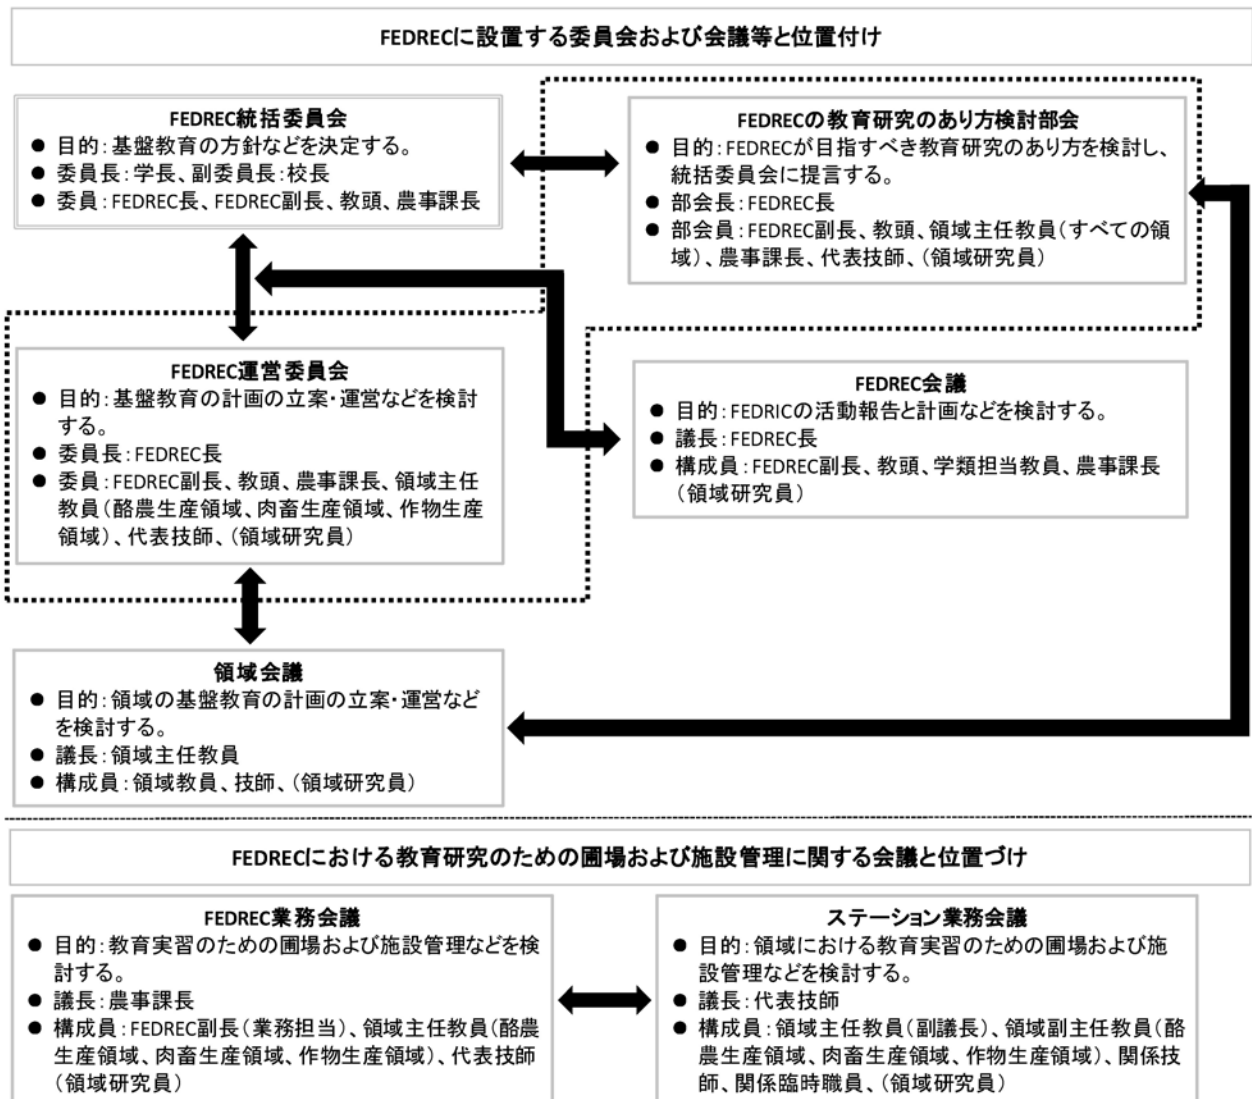 FEDRECに設置する委員会および会議等と位置付け
FEDREC統括委員会
● 目的：基盤教育の方針などを決定する。
● 委員長：学長、副委員長：校長
● 委員：FEDREC長、FEDREC副長、教頭、農事課長
FEDRECの教育研究のあり方検討部会
● 目的：FEDRECが目指すべき教育研究のあり方を検討し、
統括委員会に提言する。
● 部会長：FEDREC長
● 部会員：FEDREC副長、教頭、領域主任教員（すべての領
域）、農事課長、代表技師、（領域研究員）
FEDREC運営委員会
● 目的：基盤教育の計画の立案・運営などを検討
する。
● 委員長：FEDREC長
● 委員：FEDREC副長、教頭、農事課長、領域主任
教員（酪農生産領域、肉畜生産領域、作物生産
領域）、代表技師、（領域研究員）
FEDREC会議
● 目的：FEDRICの活動報告と計画などを検討する。
● 議長：FEDREC長
● 構成員：FEDREC副長、教頭、学類担当教員、農事課長
（領域研究員）
領域会議
● 目的：領域の基盤教育の計画の立案・運営など
を検討する。
● 議長：領域主任教員
● 構成員：領域教員、技師、（領域研究員）
FEDRECにおける教育研究のための圃場および施設管理に関する会議と位置づけ
FEDREC業務会議
● 目的：教育実習のための圃場および施設管理などを検
討する。
● 議長：農事課長
● 構成員：FEDREC副長（業務担当）、領域主任教員（酪農
生産領域、肉畜生産領域、作物生産領域）、代表技師
（領域研究員）
ステーション業務会議
● 目的：領域における教育実習のための圃場および施
設管理などを検討する。
● 議長：代表技師
● 構成員：領域主任教員（副議長）、領域副主任教員（酪
農生産領域、肉畜生産領域、作物生産領域）、関係技
師、関係臨時職員、（領域研究員）